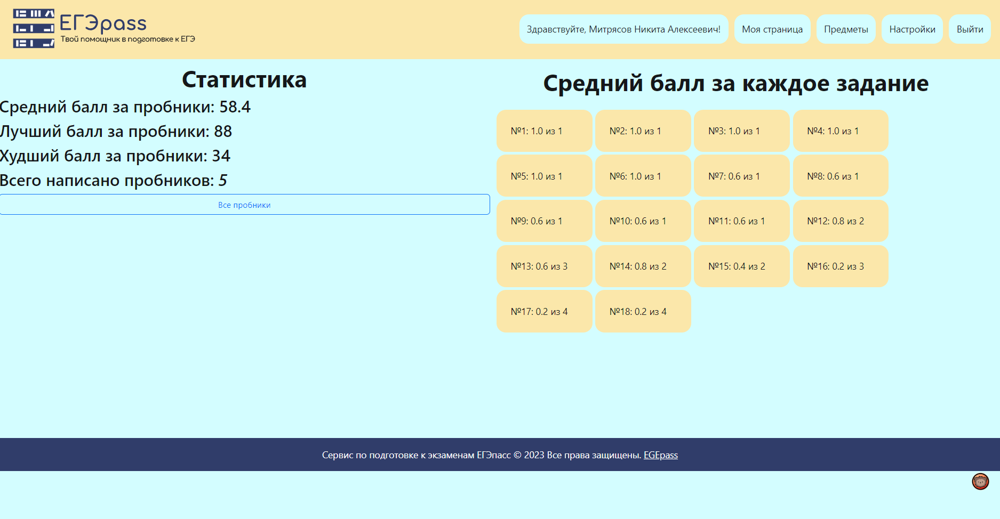 ЕГЭpass
Твой помощник в подготовке к ЕГЭ
Здравствуйте, Митрясов Никита Алексеевич!
Моя страница
Предметы
Настройки
Выйти
Статистика
Средний балл за пробники: 58.4
Лучший балл за пробники: 88
Худший балл за пробники: 34
Всего написано пробников: 5
Все пробники
Средний балл за каждое задание
№1: 1.0 из 1
№2: 1.0 из 1
№3: 1.0 из 1
№4: 1.0 из 1
№5: 1.0 из 1
№6: 1.0 из 1
№7: 0.6 из 1
№8: 0.6 из 1
№9: 0.6 из 1
№10: 0.6 из 1
№11: 0.6 из 1
№12: 0.8 из 2
№13: 0.6 из 3
№14: 0.8 из 2
№15: 0.4 из 2
№16: 0.2 из 3
№17: 0.2 из 4
№18: 0.2 из 4
Сервис по подготовке к экзаменам ЕГЭпасс © 2023 Все права защищены. EGEpass